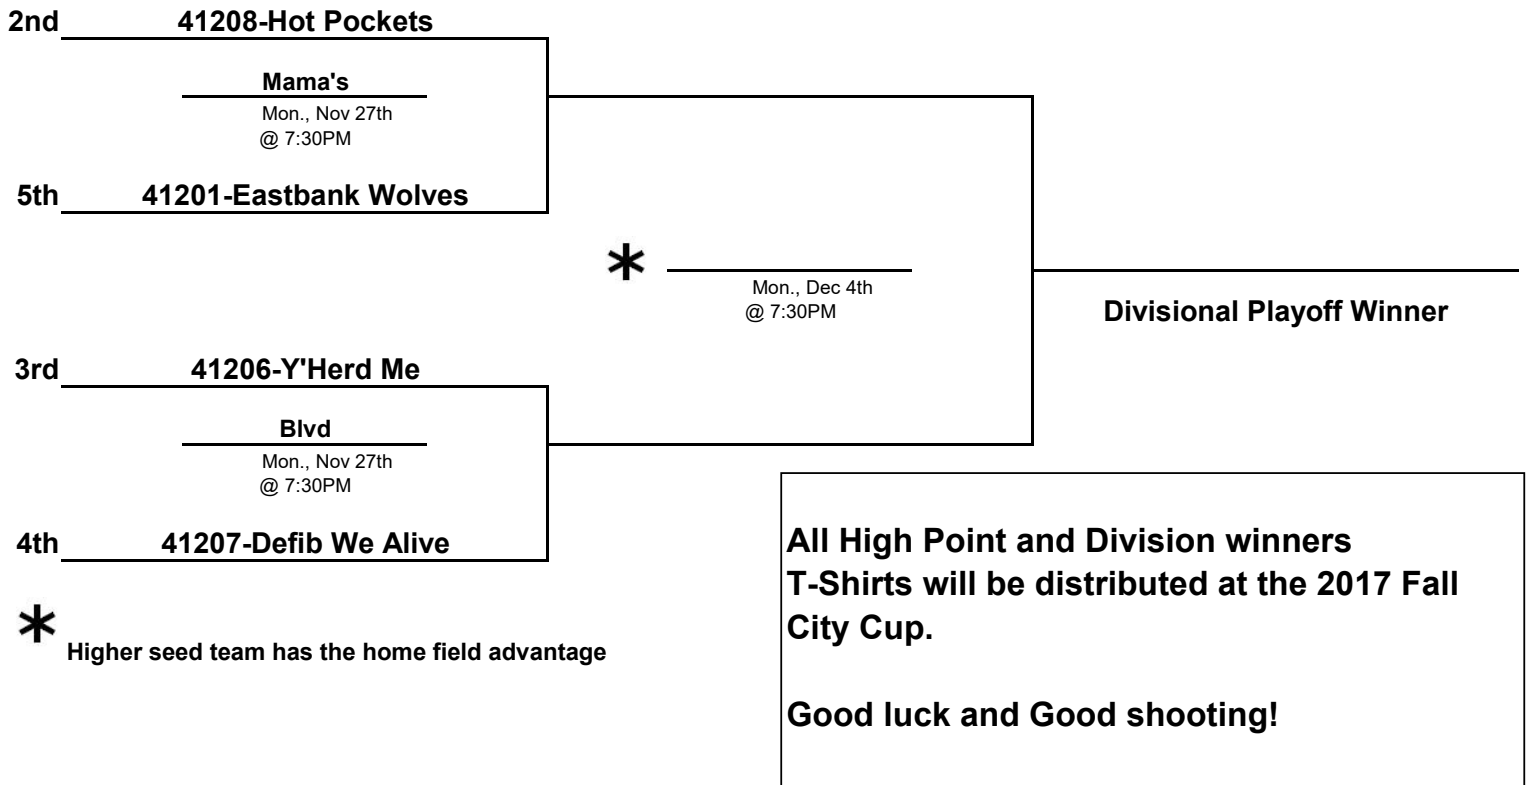 2nd 41208-Hot Pockets
Mama's
Mon., Nov 27th
@ 7:30PM
5th 41201-Eastbank Wolves
*
Mon., Dec 4th
@ 7:30PM
Divisional Playoff Winner
3rd 41206-Y'Herd Me
Blvd
Mon., Nov 27th
@ 7:30PM
4th 41207-Defib We Alive
* Higher seed team has the home field advantage
All High Point and Division winners
T-Shirts will be distributed at the 2017 Fall
City Cup.
Good luck and Good shooting!